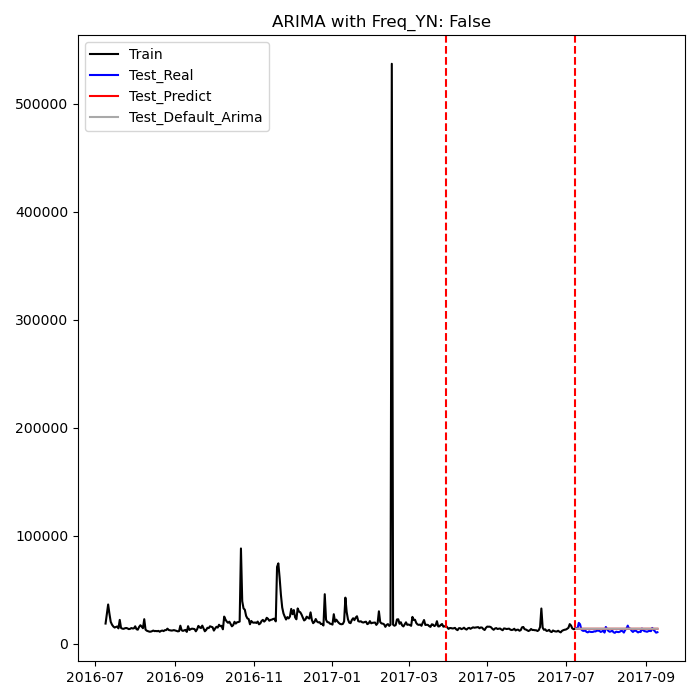 ARIMA with Freq_YN: False
Train
Test_Real
Test_Predict
Test_Default_Arima
500000
400000
300000
200000
100000
0
2016-07 2016-09 2016-11 2017-01 2017-03 2017-05 2017-07 2017-09